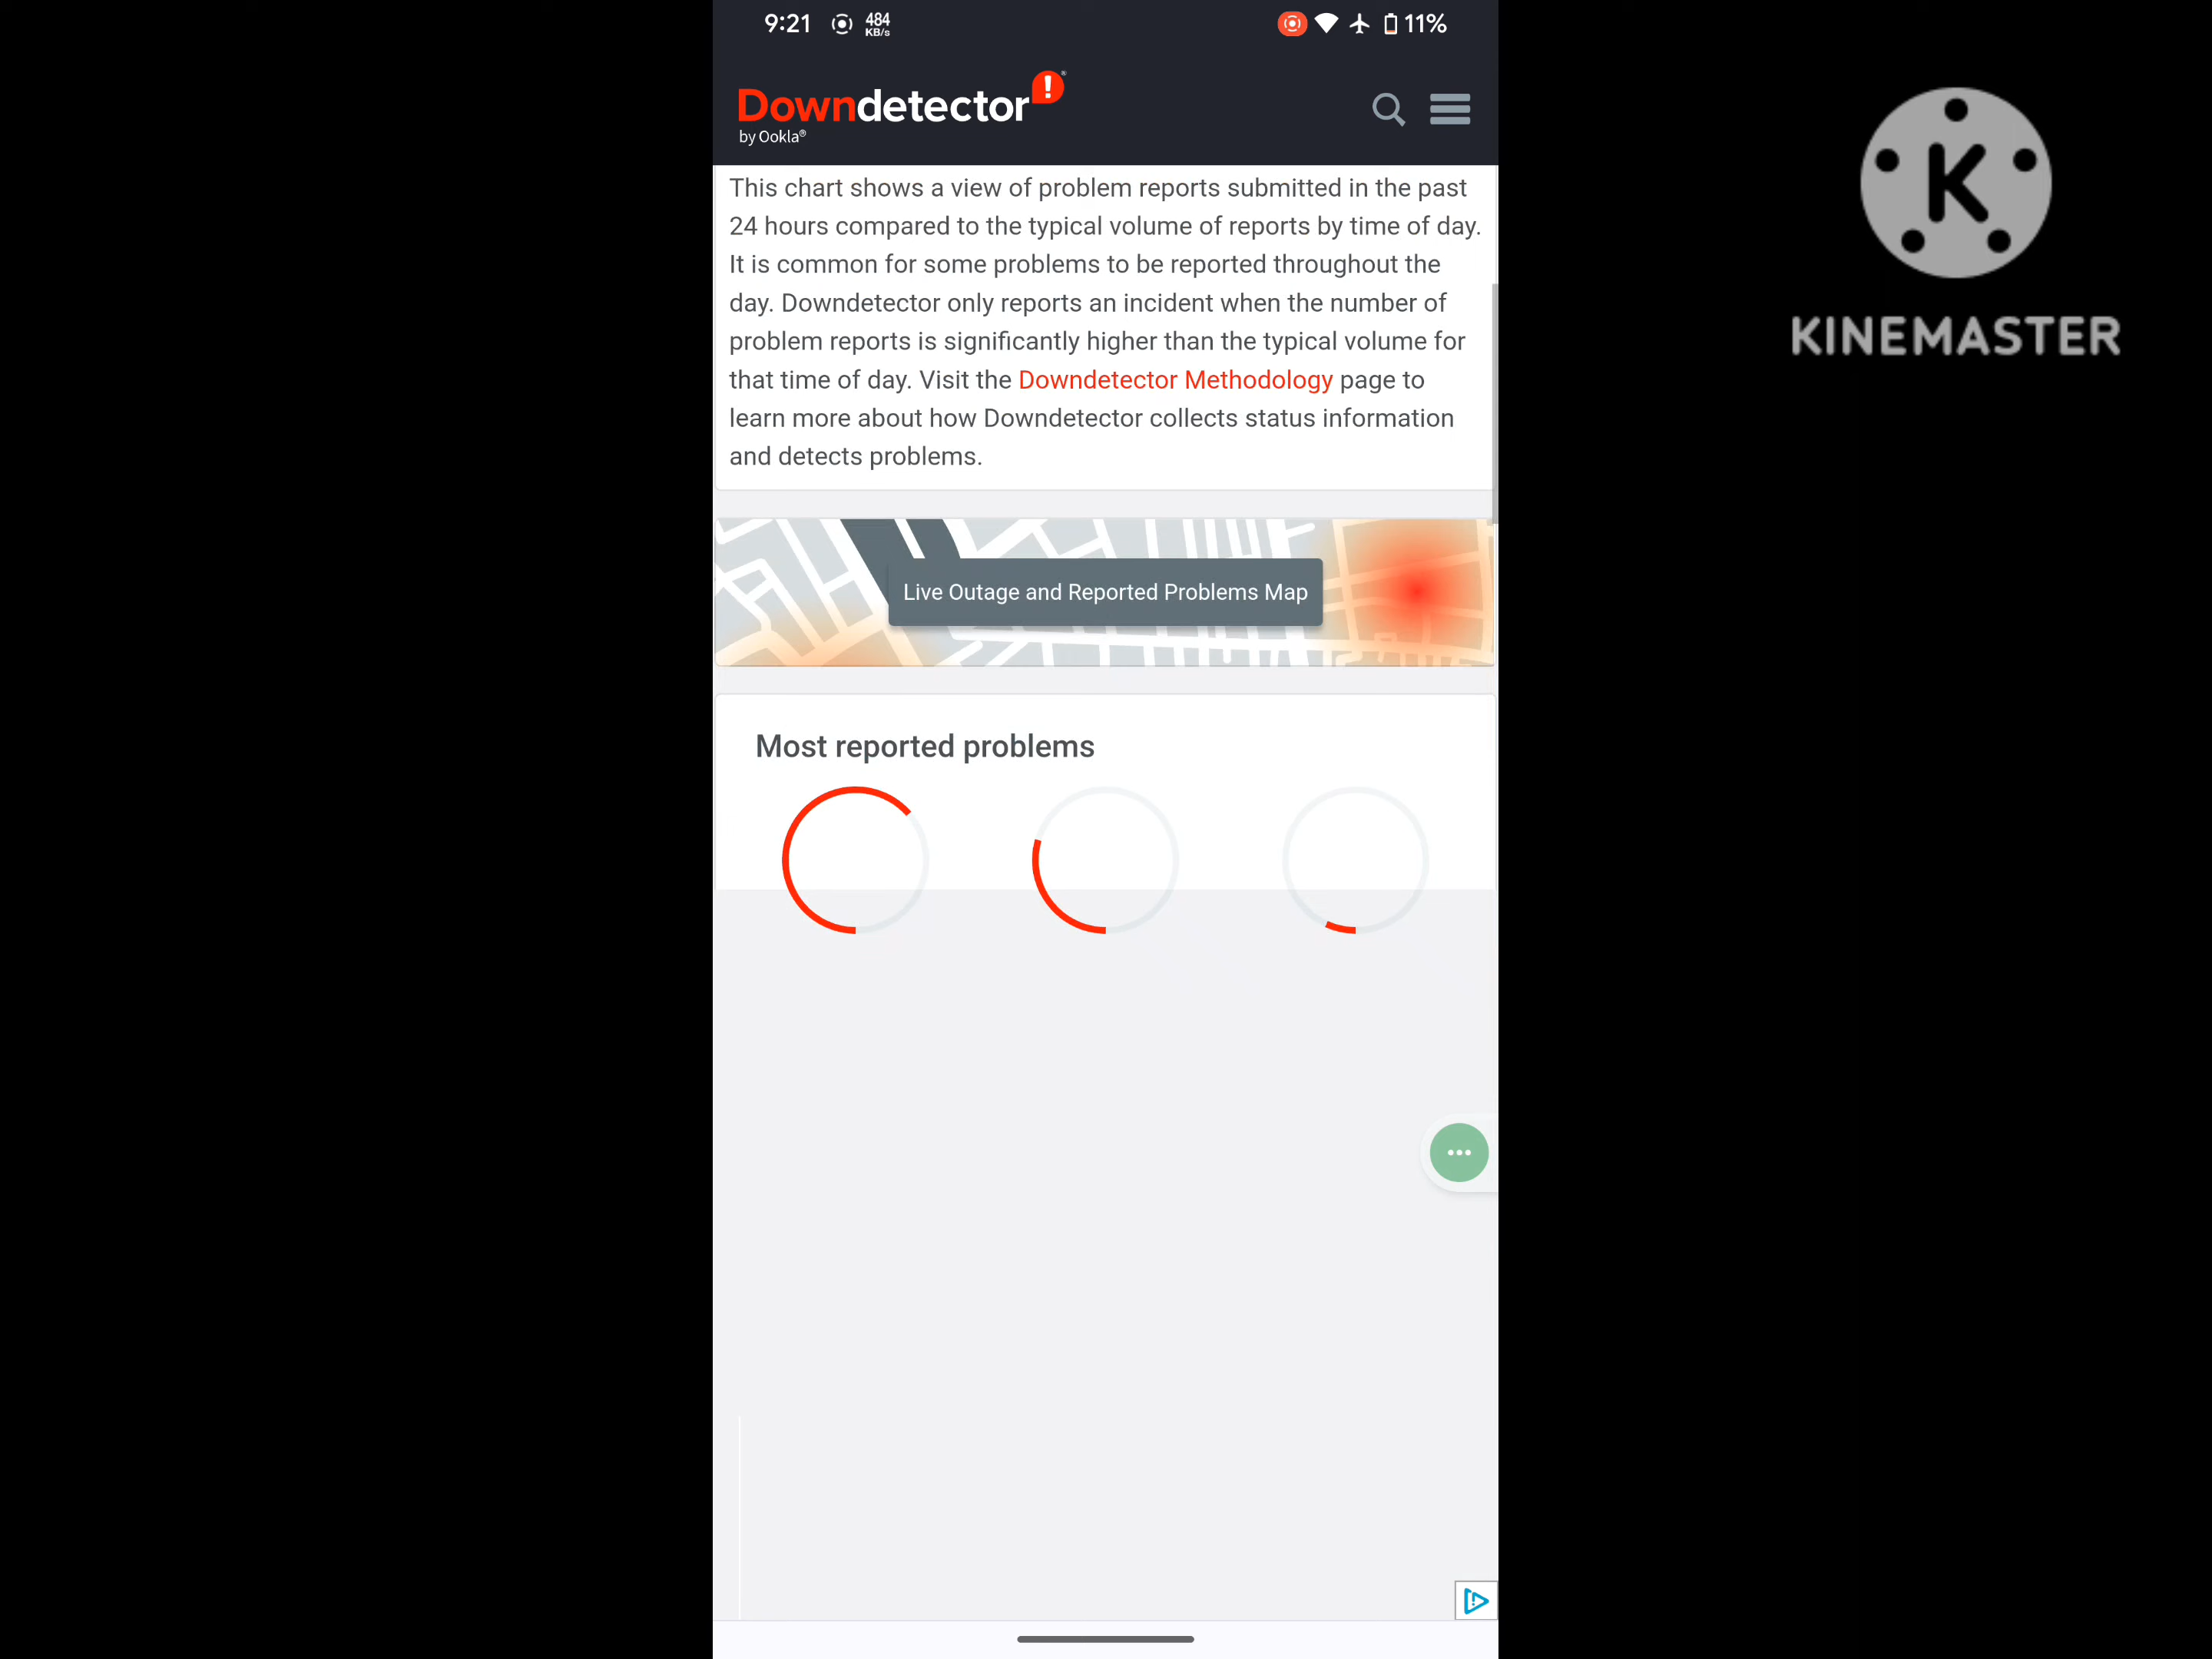 9:21 484 KB/s 11%
Downdetector
by Ookla®
This chart shows a view of problem reports submitted in the past
24 hours compared to the typical volume of reports by time of day.
It is common for some problems to be reported throughout the
day. Downdetector only reports an incident when the number of
problem reports is significantly higher than the typical volume for
that time of day. Visit the Downdetector Methodology page to
learn more about how Downdetector collects status information
and detects problems.
Live Outage and Reported Problems Map
Most reported problems
K
KINEMASTER